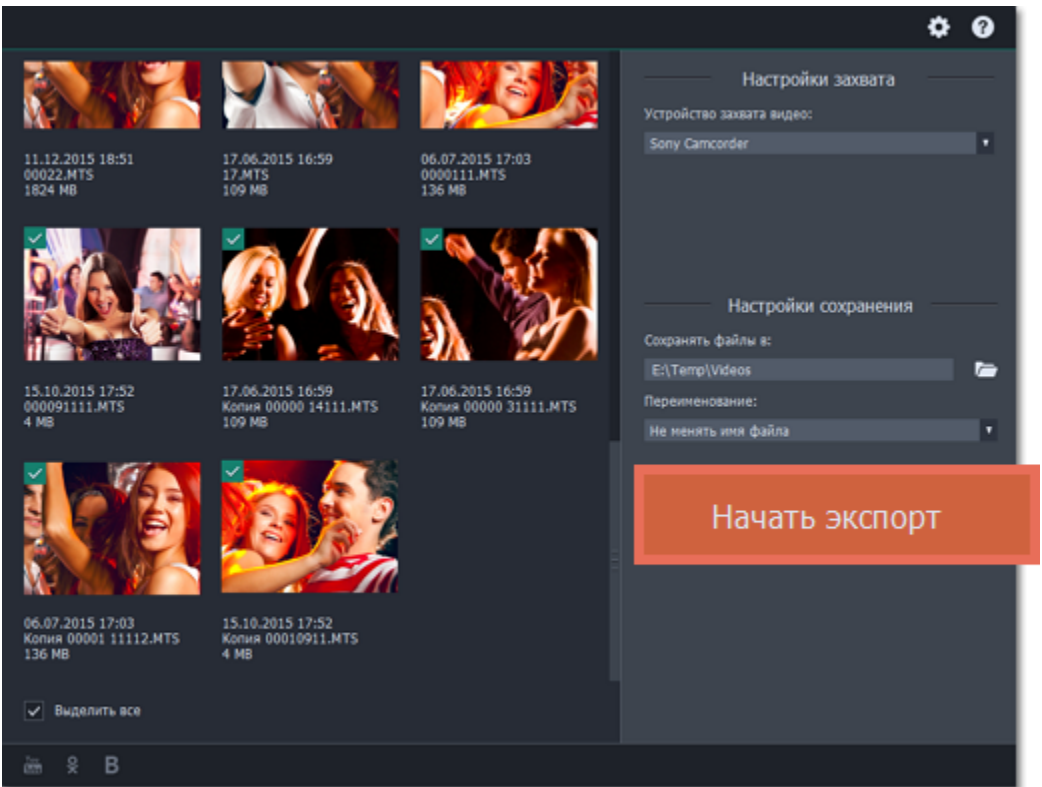 Настройки захвата
Устройство захвата видео:
Sony Camcorder
11.12.2015 18:51
00022.MTS
1824 MB
17.06.2015 16:59
17.MTS
109 MB
06.07.2015 17:03
0000111.MTS
136 MB
15.10.2015 17:52
000091111.MTS
4 MB
17.06.2015 16:59
Копия 00000 14111.MTS
109 MB
17.06.2015 16:59
Копия 00000 31111.MTS
109 MB
06.07.2015 17:03
Копия 00001 11112.MTS
136 MB
15.10.2015 17:52
Копия 00010911.MTS
4 MB
Выделить все
Настройки сохранения
Сохранять файлы в:
E:\Temp\Videos
Переименование:
Не менять имя файла
Начать экспорт